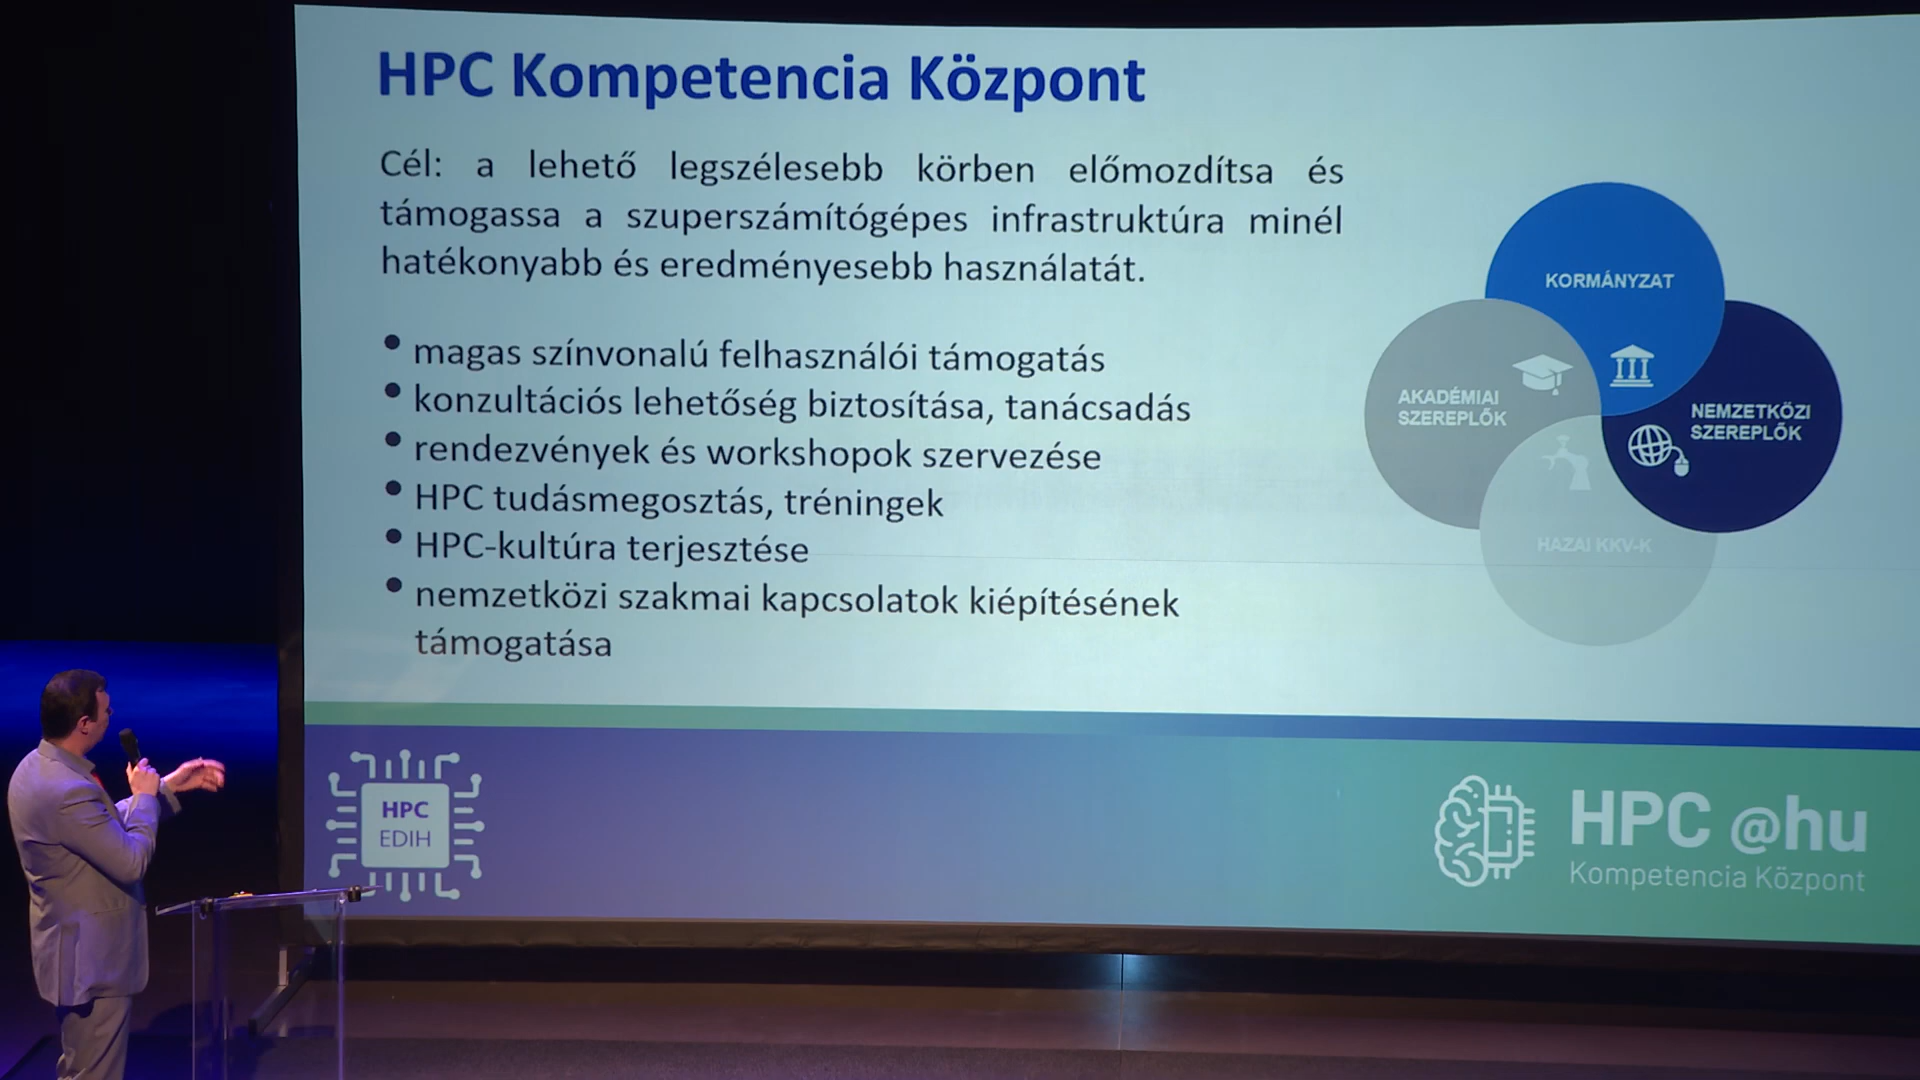 HPC Kompetencia Központ
Cél: a lehető legszélesebb körben előmozdítsa és
támogassa a szuperszámítógépes infrastruktúra minél
hatékonyabb és eredményesebb használatát.
• magas színvonalú felhasználói támogatás
• konzultációs lehetőség biztosítása, tanácsadás
• rendezvények és workshopok szervezése
• HPC tudásmegosztás, tréningek
• HPC-kultúra terjesztése
• nemzetközi szakmai kapcsolatok kiépítésének
támogatása
KORMÁNYZAT
AKADÉMIAI
SZEREPLŐK
NEMZETKÖZI
SZEREPLŐK
HAZAI KKV-K
HPC
EDIH
HPC @hu
Kompetencia Központ